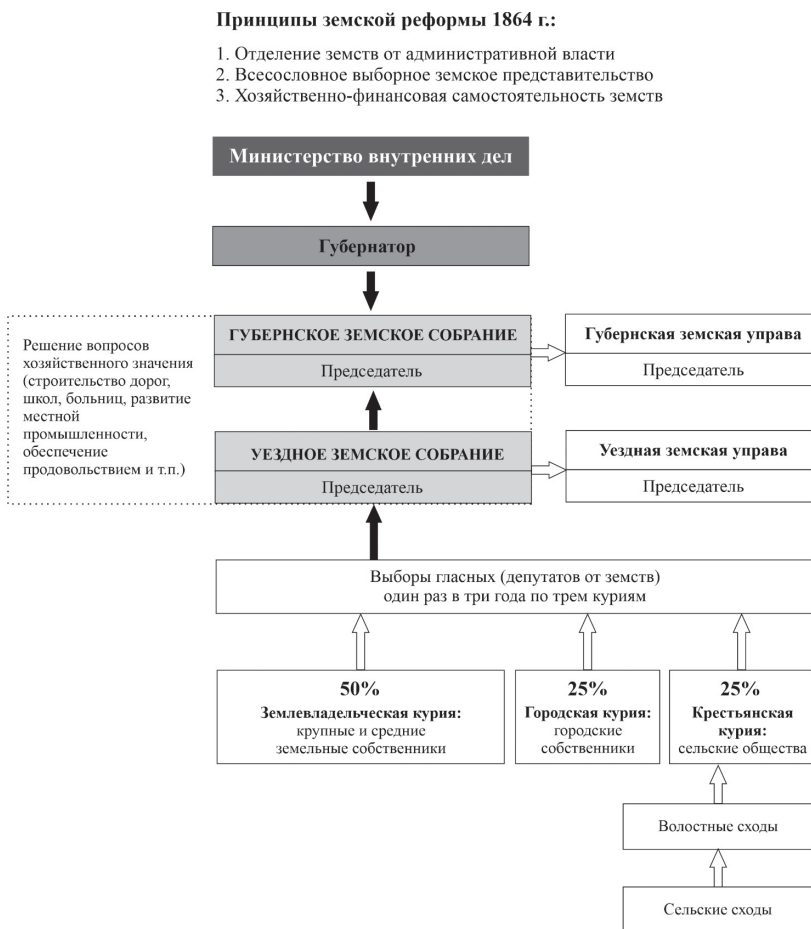 Принципы земской реформы 1864 г.:
1. Отделение земств от административной власти
2. Всесословное выборное земское представительство
3. Хозяйственно-финансовая самостоятельность земств
Министерство внутренних дел
Губернатор
Решение вопросов
хозяйственного значения
(строительство дорог,
школ, больниц, развитие
местной
промышленности,
обеспечение
продовольствием и т.п.)
ГУБЕРНСКОЕ ЗЕМСКОЕ СОБРАНИЕ
Председатель
Губернская земская управа
Председатель
УЕЗДНОЕ ЗЕМСКОЕ СОБРАНИЕ
Председатель
Уездная земская управа
Председатель
Выборы гласных (депутатов от земств)
один раз в три года по трем куриям
50%
Землевладельческая курия:
крупные и средние
земельные собственники
25%
Городская курия:
городские
собственники
25%
Крестьянская
курия:
сельские общества
Волостные сходы
Сельские сходы